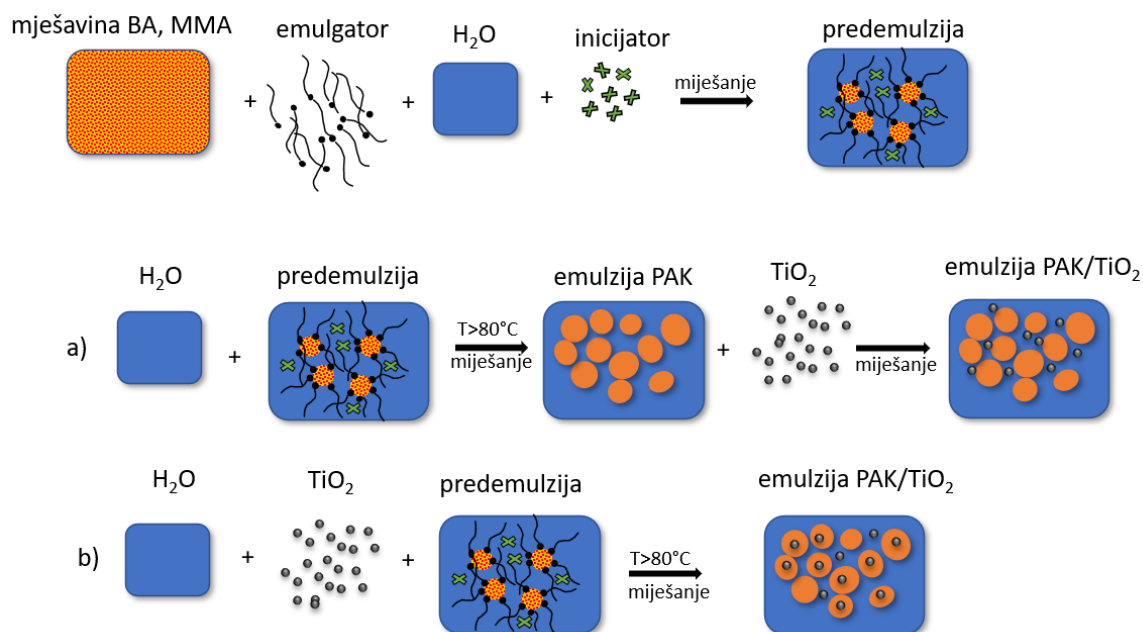 mješavina BA, MMA
emulgator
H₂O
inicijator
predemulzija
+
+
+
miješanje
a)
H₂O
+
predemulzija
T>80°C
miješanje
emulzija PAK
+
TiO₂
miješanje
emulzija PAK/TiO₂
b)
H₂O
+
TiO₂
+
predemulzija
T>80°C
miješanje
emulzija PAK/TiO₂